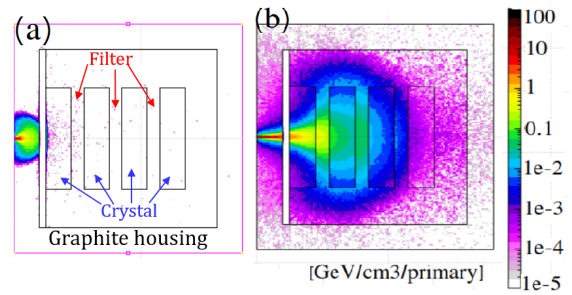 (a)
Filter
Crystal
Graphite housing
(b)
[GeV/cm3/primary]
100
10
1
0.1
1e-2
1e-3
1e-4
1e-5